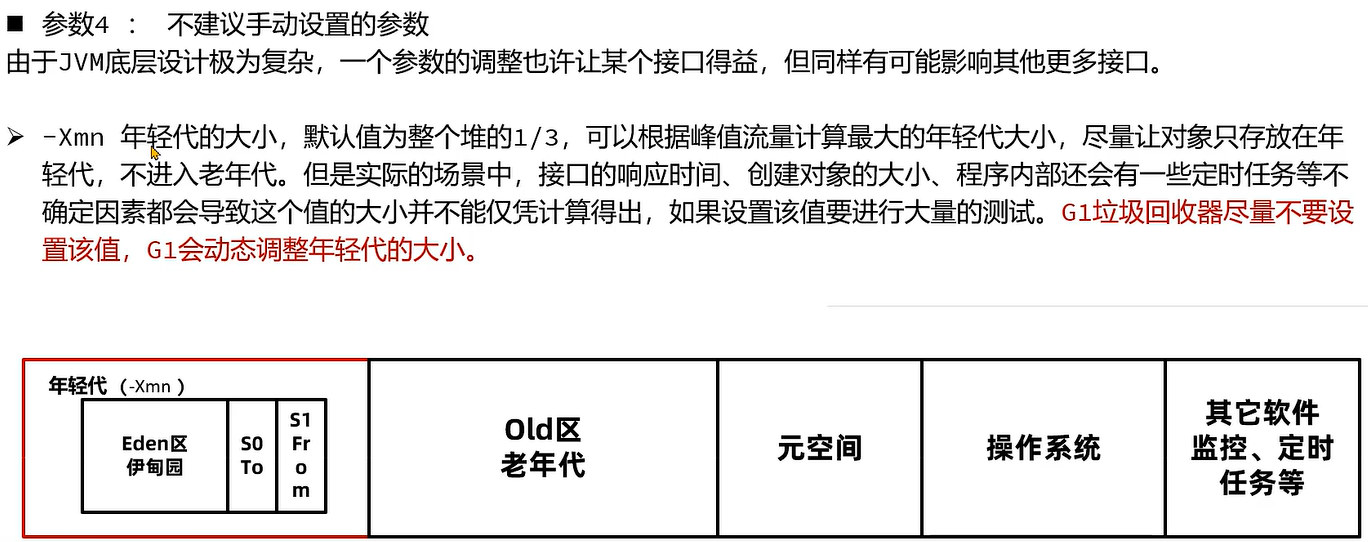 ■ 参数4 : 不建议手动设置的参数
由于JVM底层设计极为复杂，一个参数的调整也许让某个接口得益，但同样有可能影响其他更多接口。
➢ -Xmn 年轻代的大小，默认值为整个堆的1/3，可以根据峰值流量计算最大的年轻代大小，尽量让对象只存放在年
轻代，不进入老年代。但是实际的场景中，接口的响应时间、创建对象的大小、程序内部还会有一些定时任务等不
确定因素都会导致这个值的大小并不能仅凭计算得出，如果设置该值要进行大量的测试。G1垃圾回收器尽量不要设
置该值，G1会动态调整年轻代的大小。
年轻代（-Xmn）
Eden区
伊甸园
S0
To
S1
Fr
o
m
Old区
老年代
元空间
操作系统
其它软件
监控、定时
任务等